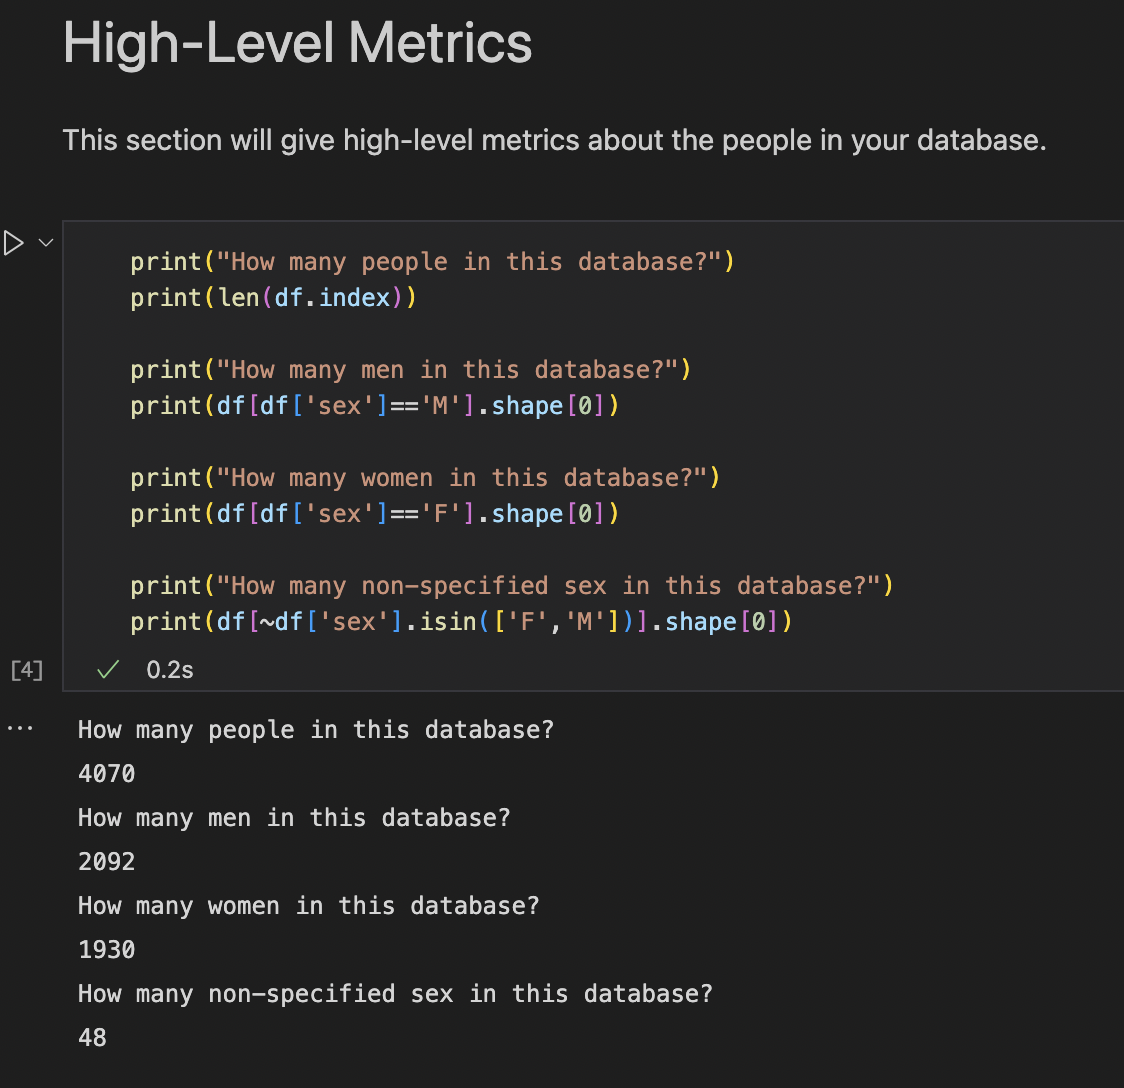 High-Level Metrics
This section will give high-level metrics about the people in your database.
print("How many people in this database?")
print(len(df.index))
print("How many men in this database?")
print(df[df['sex']=='M'].shape[0])
print("How many women in this database?")
print(df[df['sex']=='F'].shape[0])
print("How many non-specified sex in this database?")
print(df[~df['sex'].isin(['F','M'])].shape[0])
[4] ✓ 0.2s
... How many people in this database?
4070
How many men in this database?
2092
How many women in this database?
1930
How many non-specified sex in this database?
48